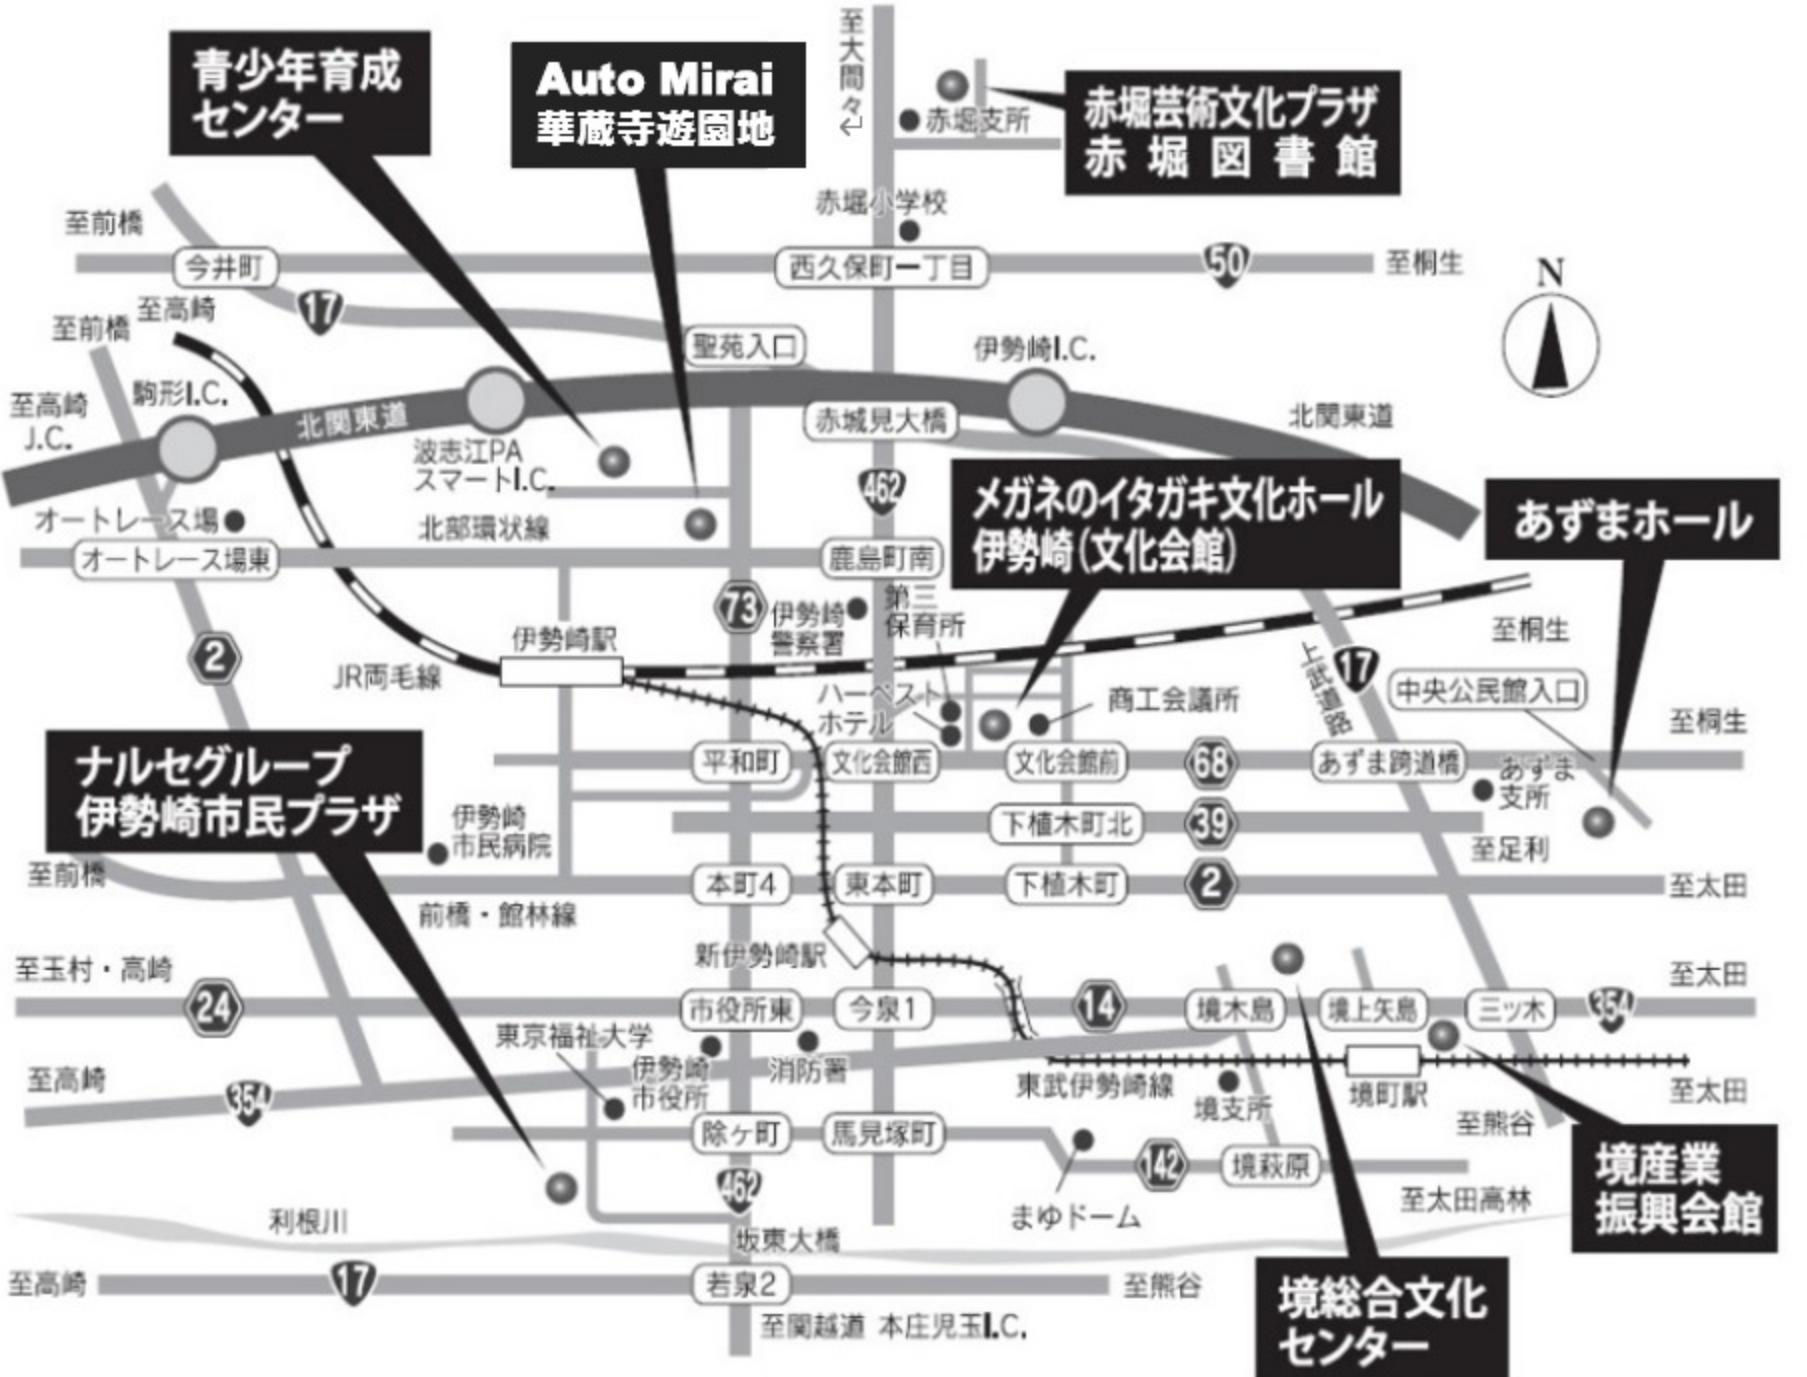 青少年育成
センター
Auto Mirai
華蔵寺遊園地
至大間々
赤堀支所
赤堀芸術文化プラザ
赤堀図書館
赤堀小学校
至前橋
今井町
西久保町一丁目
50
至桐生
N
至高崎
17
至前橋
聖苑入口
伊勢崎I.C.
駒形I.C.
至高崎
J.C.
北関東道
赤城見大橋
北関東道
波志江PA
スマートI.C.
462
メガネのイタガキ文化ホール
伊勢崎(文化会館)
あずまホール
オートレース場
北部環状線
オートレース場東
鹿島町南
73
伊勢崎
警察署
第三
保育所
2
伊勢崎駅
JR両毛線
至桐生
上武道路
17
中央公民館入口
ハーベスト
ホテル
商工会議所
至桐生
ナルセグループ
伊勢崎市民プラザ
平和町
文化会館西
文化会館前
68
あずま跨道橋
あずま
支所
伊勢崎
市民病院
下植木町北
39
至足利
至前橋
本町4
東本町
下植木町
2
至太田
前橋・館林線
新伊勢崎駅
至玉村・高崎
24
市役所東
今泉1
14
境木島
境上矢島
三ッ木
354
至太田
東京福祉大学
伊勢崎
市役所
消防署
至高崎
354
東武伊勢崎線
境支所
境町駅
至太田
至熊谷
除ヶ町
馬見塚町
142
境萩原
境産業
振興会館
462
まゆドーム
至太田高林
利根川
坂東大橋
至高崎
17
若泉2
至熊谷
境総合文化
センター
至関越道 本庄児玉I.C.